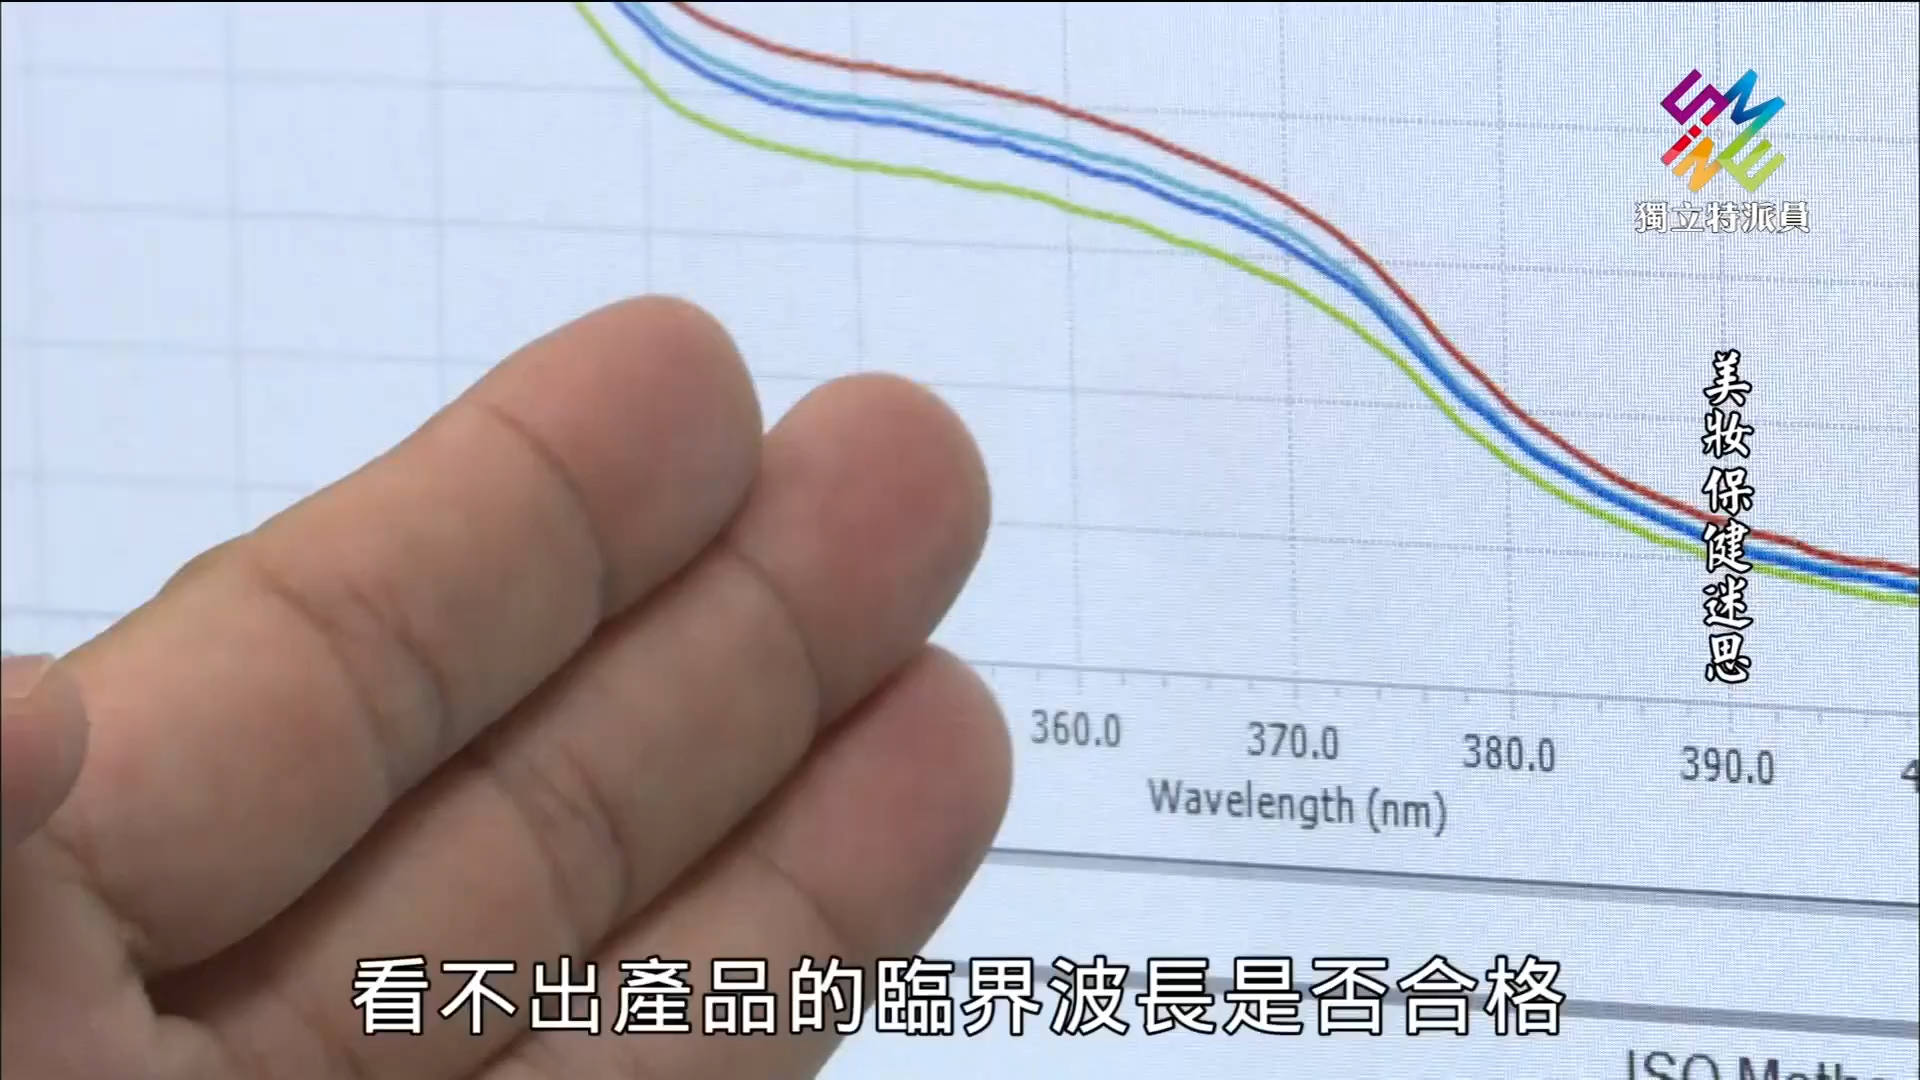 獨立特派員
美妝保健迷思
360.0 370.0 380.0 390.0
Wavelength (nm)
看不出產品的臨界波長是否合格
ISO